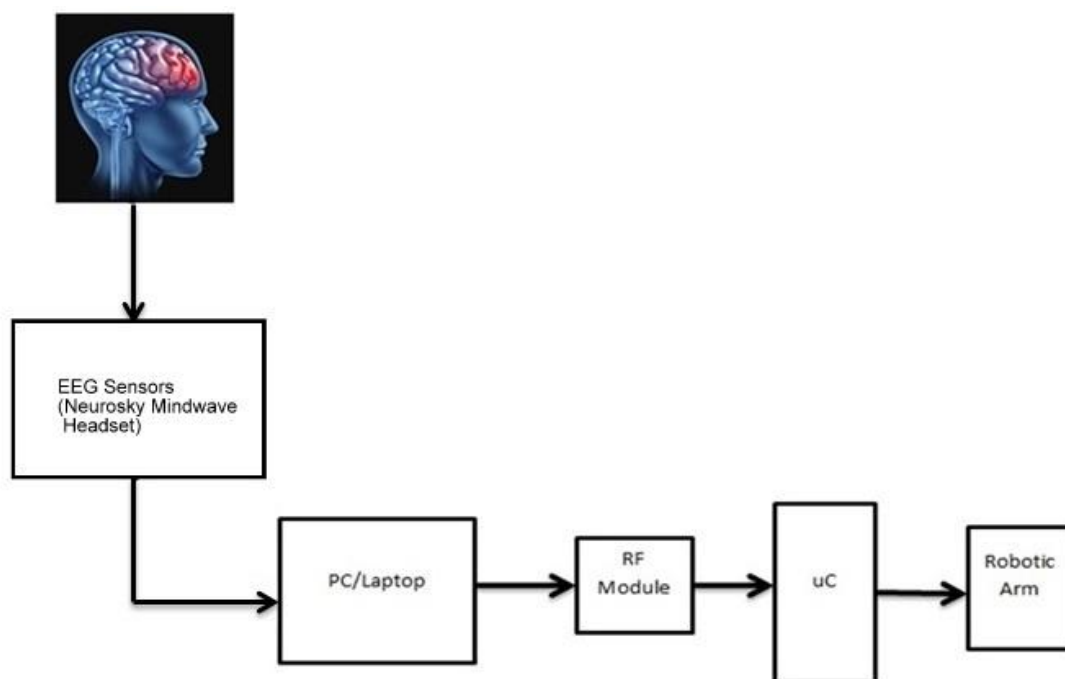 EEG Sensors
(Neurosky Mindwave
Headset)
PC/Laptop
RF
Module
uC
Robotic
Arm